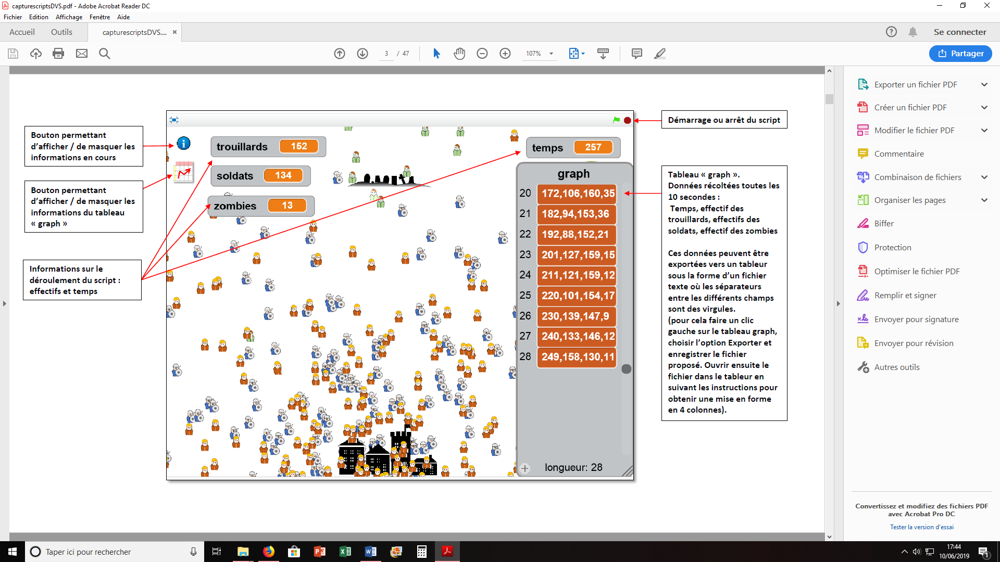 capturescriptsDVS.pdf - Adobe Acrobat Reader DC
Fichier Edition Affichage Fenêtre Aide
Accueil Outils capturescriptsDVS.... × Se connecter
3 / 47 107% Partager
Bouton permettant
d'afficher / de masquer les
informations en cours
Bouton permettant
d'afficher / de masquer les
informations du tableau
« graph »
Informations sur le
déroulement du script :
effectifs et temps
trouillards 152
soldats 134
zombies 13
temps 257
graph
20 172,106,160,35
21 182,94,153,36
22 192,88,152,21
23 201,127,159,15
24 211,121,159,12
25 220,101,154,17
26 230,139,147,9
27 240,133,146,12
28 249,158,130,11
longueur: 28
Démarrage ou arrêt du script
Tableau « graph ».
Données récoltées toutes les
10 secondes :
Temps, effectif des
trouillards, effectifs des
soldats, effectif des zombies
Ces données peuvent être
exportées vers un tableur
sous la forme d'un fichier
texte où les séparateurs
entre les différents champs
sont des virgules.
(pour cela faire un clic
gauche sur le tableau graph,
choisir l'option Exporter et
enregistrer le fichier
proposé. Ouvrir ensuite le
fichier dans le tableur en
suivant les instructions pour
obtenir une mise en forme
en 4 colonnes).
Exporter un fichier PDF
Créer un fichier PDF
Modifier le fichier PDF
Commentaire
Combinaison de fichiers
Organiser les pages
Biffer
Protection
Optimiser le fichier PDF
Remplir et signer
Envoyer pour signature
Envoyer pour révision
Autres outils
Convertissez et modifiez des fichiers PDF
avec Acrobat Pro DC
Tester la version d'essai
Taper ici pour rechercher
17:44
10/06/2019
1